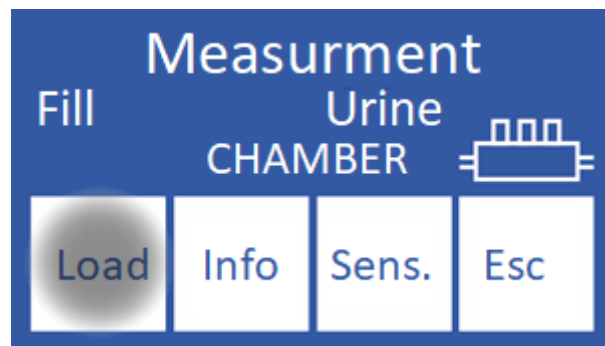 Measurment
Fill Urine
CHAMBER
Load Info Sens. Esc